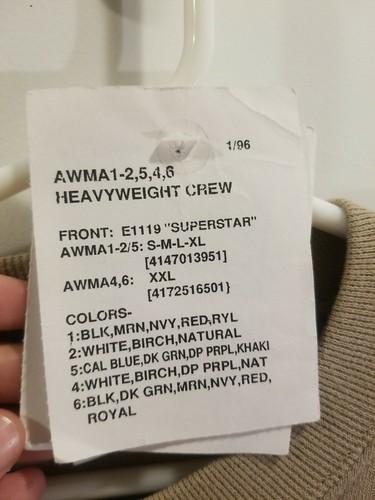 1/96
AWMA1-2,5,4,6
HEAVYWEIGHT CREW
FRONT: E1119 "SUPERSTAR"
AWMA1-2/5: S-M-L-XL
[4147013951]
AWMA4,6: XXL
[4172516501}
COLORS-
1:BLK,MRN,NVY,RED,RYL
2:WHITE,BIRCH,NATURAL
5:CAL BLUE,DK GRN,DP PRPL,KHAKI
4:WHITE,BIRCH,DP PRPL,NAT
6:BLK,DK GRN,MRN,NVY,RED,
ROYAL